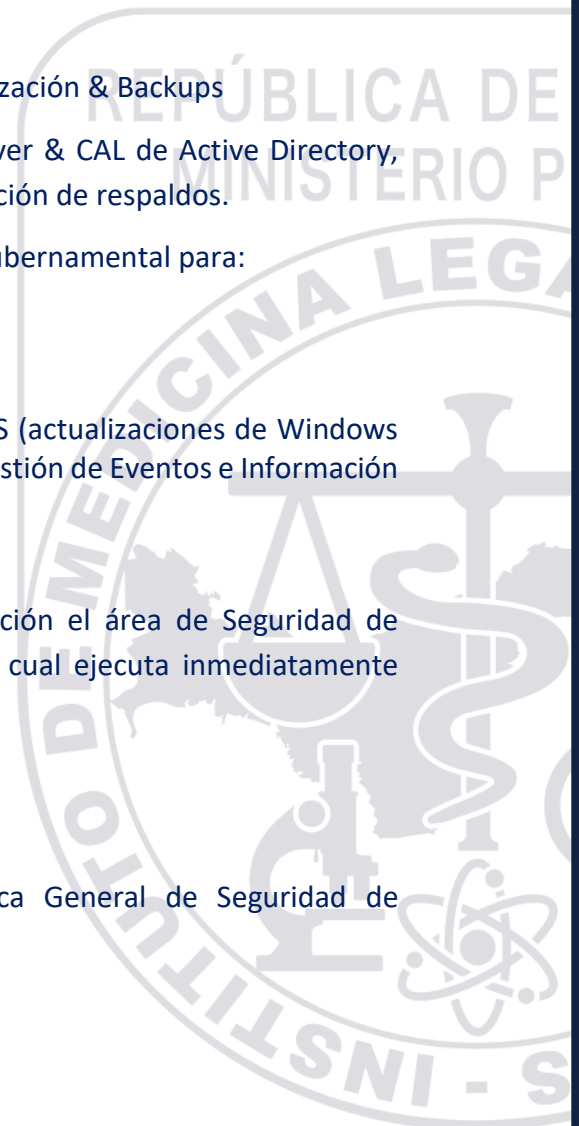 REPÚBLICA DE
MINISTERIO P
zación & Backups
ver & CAL de Active Directory,
ción de respaldos.
ubernamental para:
S (actualizaciones de Windows
stión de Eventos e Información
ción el área de Seguridad de
cual ejecuta inmediatamente
ca General de Seguridad de
INSTITUTO DE MEDICINA LEGA
S -